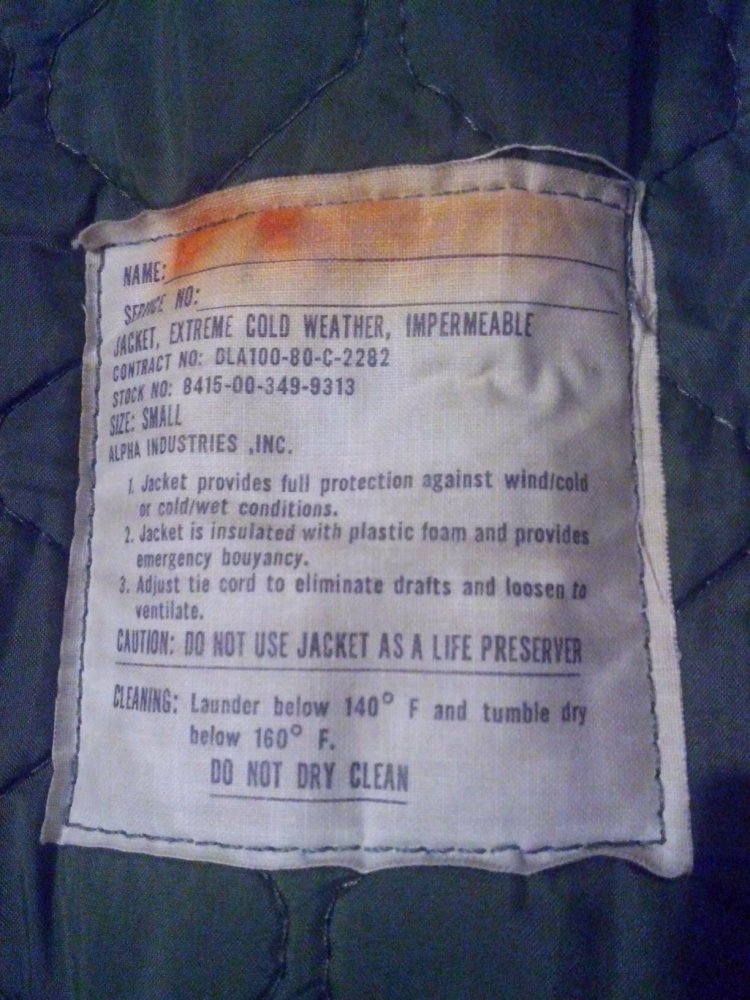 NAME:
SERVICE NO:
JACKET, EXTREME COLD WEATHER, IMPERMEABLE
CONTRACT NO: DLA100-80-C-2282
STOCK NO: 8415-00-349-9313
SIZE: SMALL
ALPHA INDUSTRIES ,INC.
1. Jacket provides full protection against wind/cold
or cold/wet conditions.
2. Jacket is insulated with plastic foam and provides
emergency bouyancy.
3. Adjust tie cord to eliminate drafts and loosen to
ventilate.
CAUTION: DO NOT USE JACKET AS A LIFE PRESERVER
CLEANING: Launder below 140° F and tumble dry
below 160° F.
DO NOT DRY CLEAN